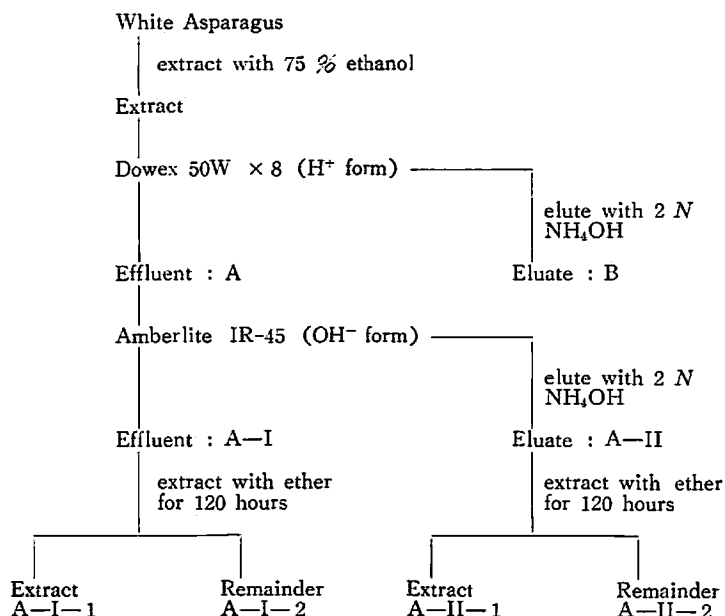 White Asparagus
extract with 75 % ethanol
Extract
Dowex 50W × 8 (H⁺ form)
elute with 2 N
NH₄OH
Effluent : A
Eluate : B
Amberlite IR-45 (OH⁻ form)
elute with 2 N
NH₄OH
Effluent : A—I
Eluate : A—II
extract with ether
for 120 hours
extract with ether
for 120 hours
Extract
A—I—1
Remainder
A—I—2
Extract
A—II—1
Remainder
A—II—2